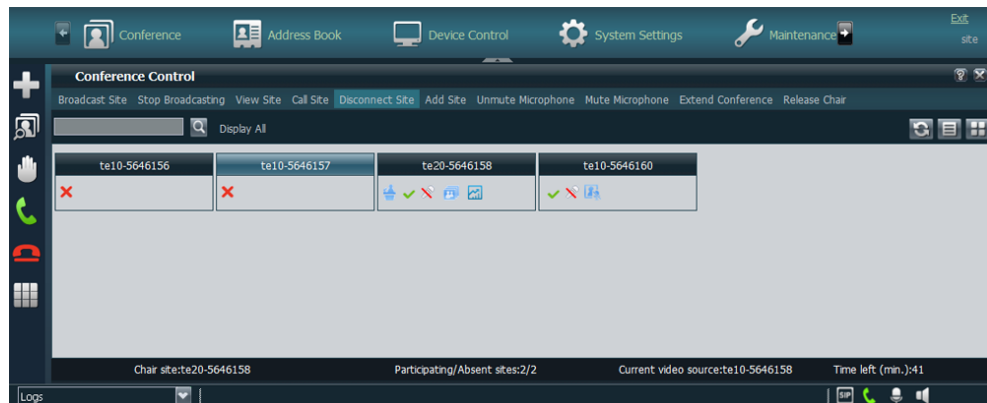 Conference Address Book Device Control System Settings Maintenance Exit
site
Conference Control
Broadcast Site Stop Broadcasting View Site Call Site Disconnect Site Add Site Unmute Microphone Mute Microphone Extend Conference Release Chair
Display All
te10-5646156 te10-5646157 te20-5646158 te10-5646160
Chair site:te20-5646158 Participating/Absent sites:2/2 Current video source:te10-5646158 Time left (min.):41
Logs SIP